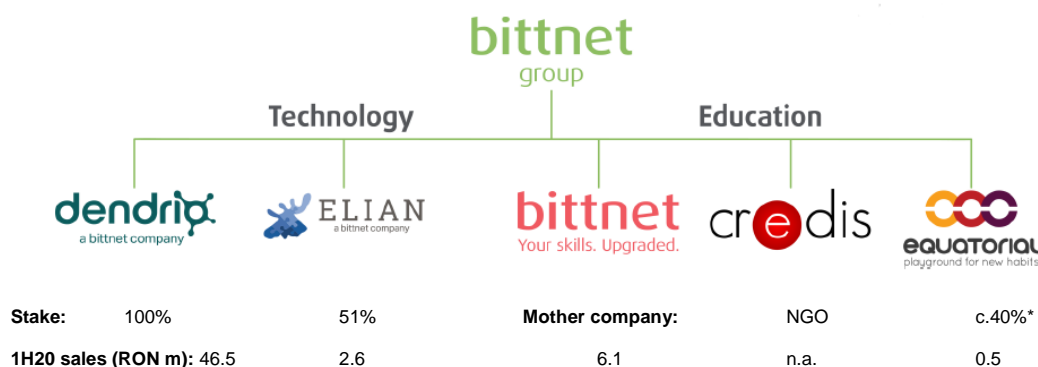 bittnet
group
Technology Education
dendrio
a bittnet company
ELIAN
a bittnet company
bittnet
Your skills. Upgraded.
credis
equatorial
playground for new habits
Stake: 100% 51% Mother company: NGO c.40%*
1H20 sales (RON m): 46.5 2.6 6.1 n.a. 0.5